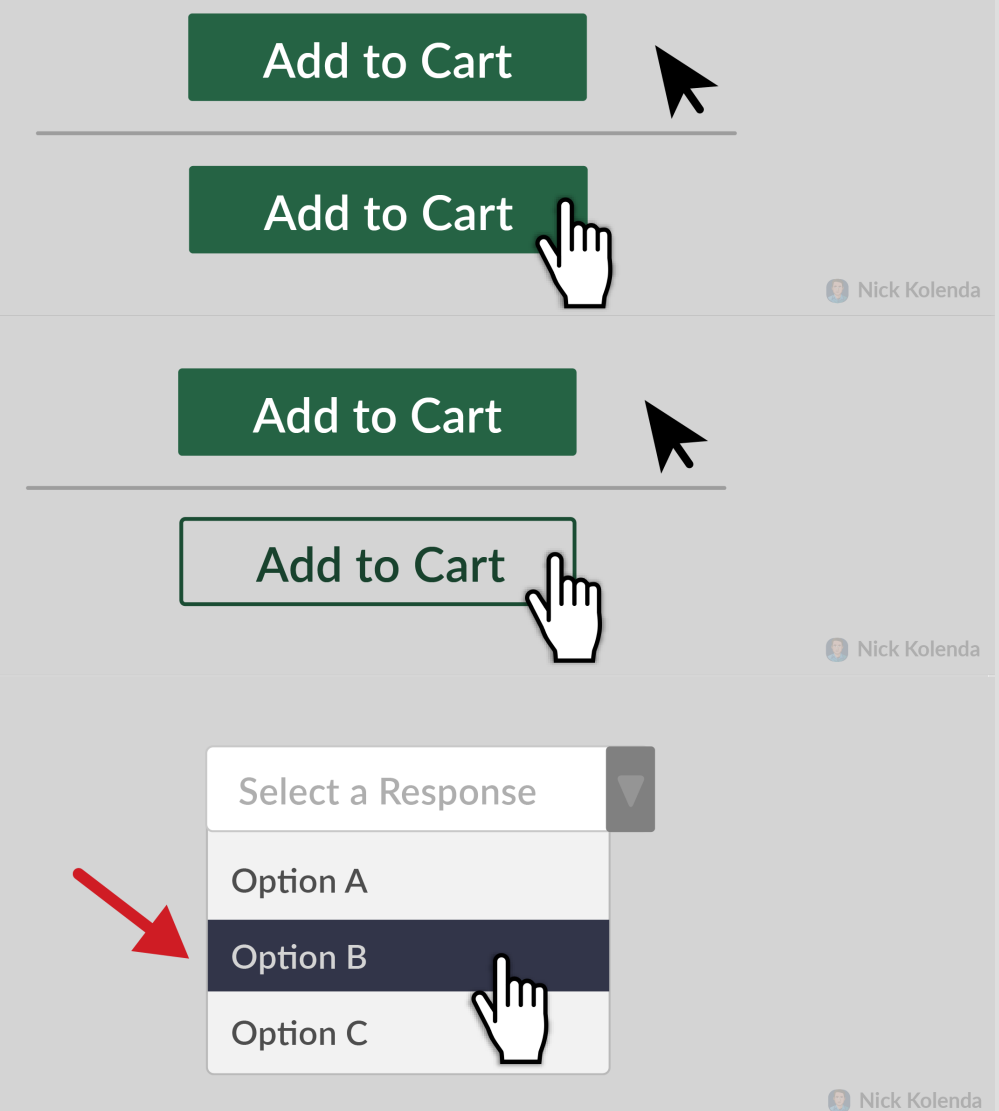 Add to Cart
Add to Cart
Nick Kolenda
Add to Cart
Add to Cart
Nick Kolenda
Select a Response
Option A
Option B
Option C
Nick Kolenda